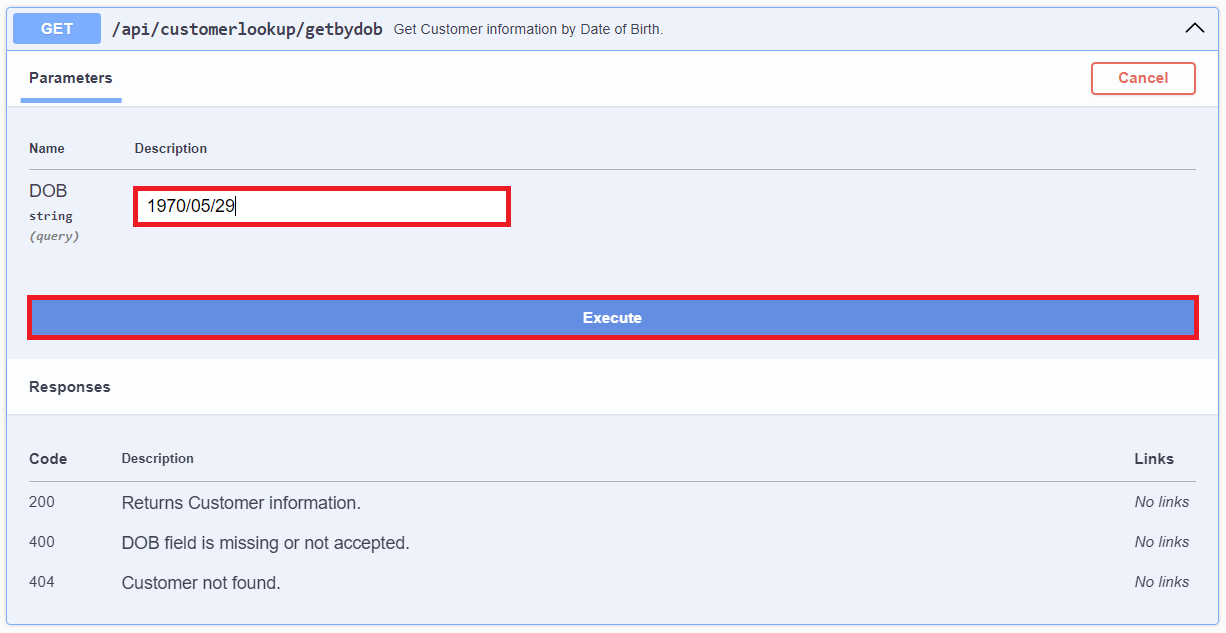 GET /api/customerlookup/getbydob Get Customer information by Date of Birth.
Parameters Cancel
Name Description
DOB
string
(query)
1970/05/29
Execute
Responses
Code Description Links
200 Returns Customer information. No links
400 DOB field is missing or not accepted. No links
404 Customer not found. No links